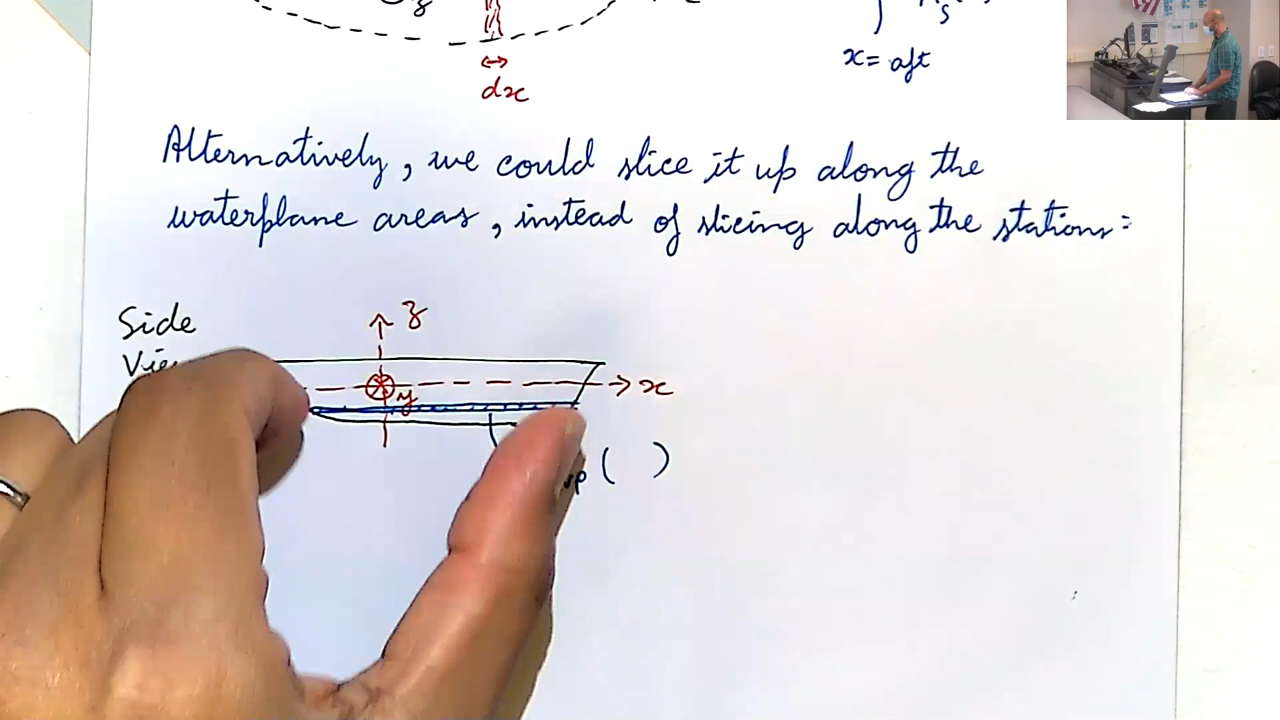 dx
x = aft
Alternatively, we could slice it up along the
waterplane areas, instead of slicing along the stations:
Side
z
x
y
( )